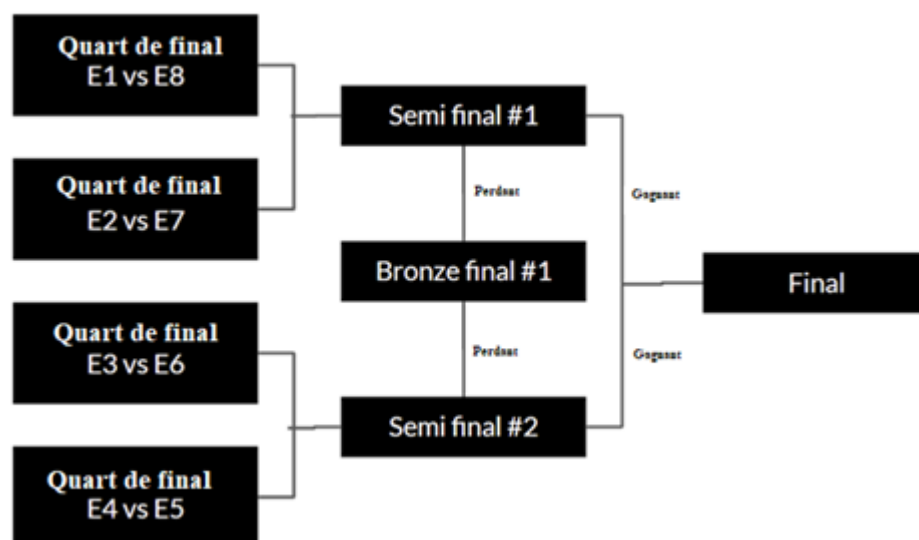 Quart de final
E1 vs E8
Quart de final
E2 vs E7
Quart de final
E3 vs E6
Quart de final
E4 vs E5
Semi final #1
Perdant
Bronze final #1
Perdant
Semi final #2
Gagnant
Gagnant
Final